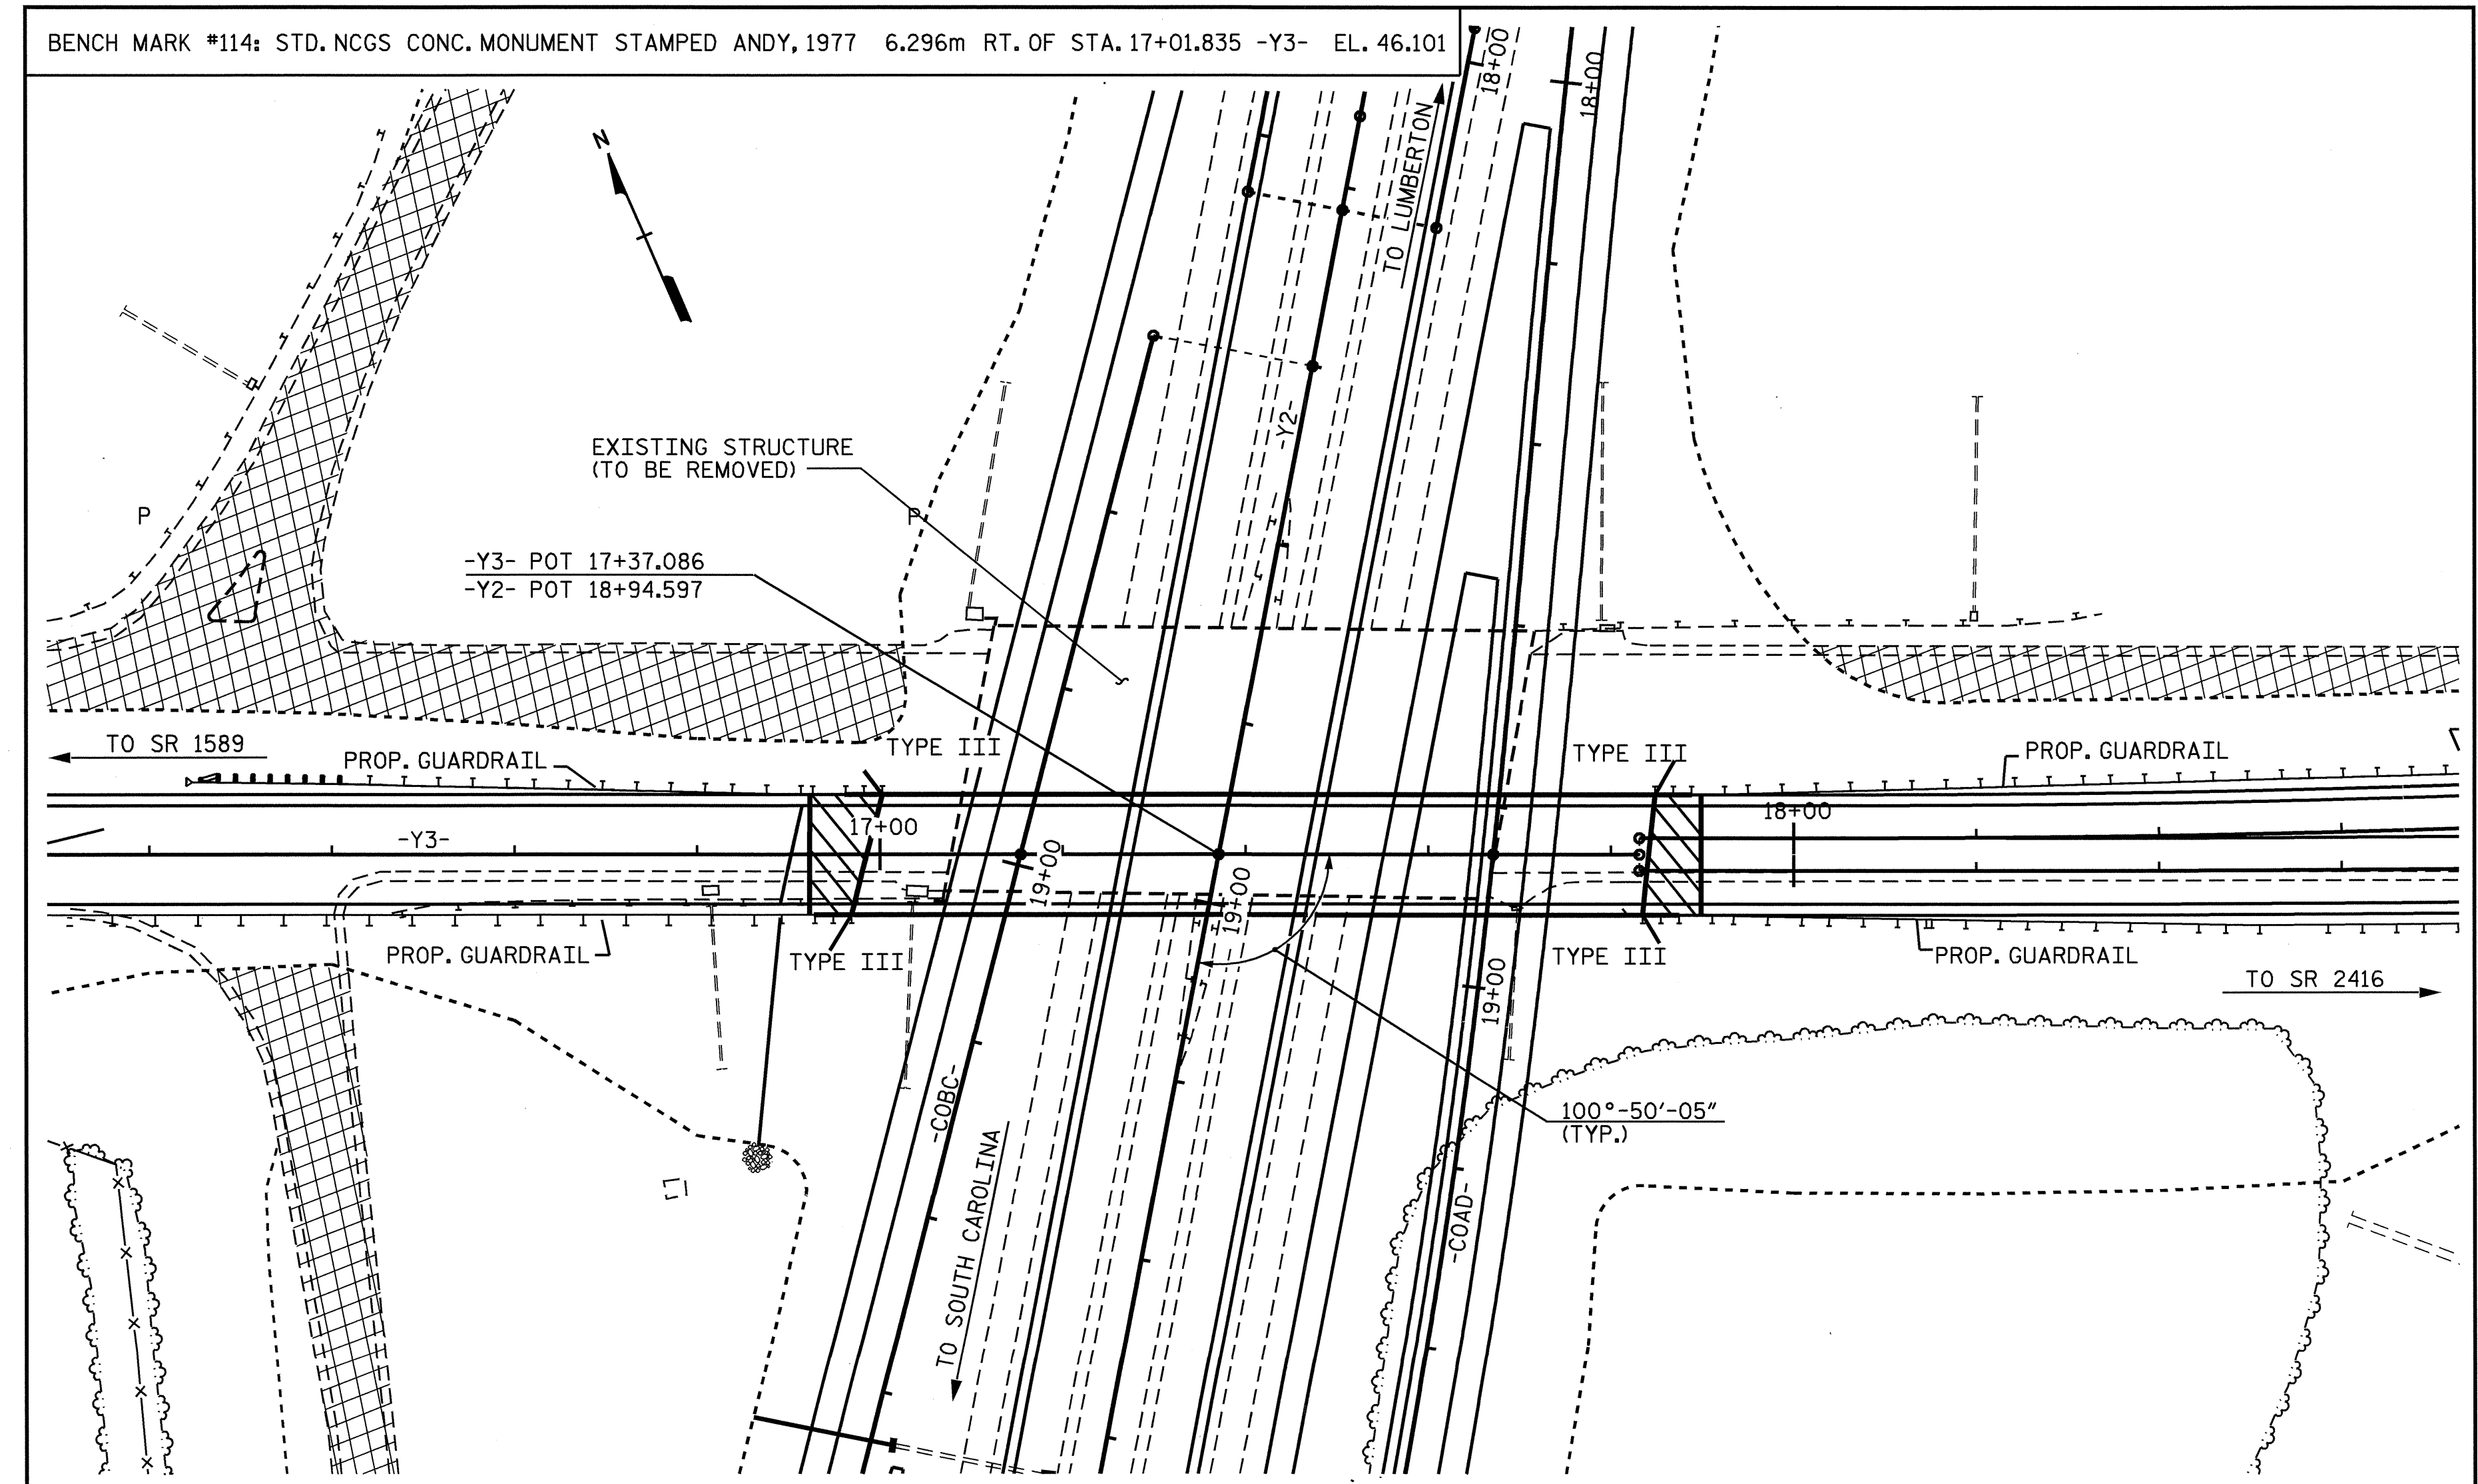 BENCH MARK #114: STD. NCGS CONC. MONUMENT STAMPED ANDY, 1977 6.296m RT. OF STA. 17+01.835 -Y3- EL. 46.101
18+00
18+00
N
TO LUMBERTON
-Y2-
EXISTING STRUCTURE
(TO BE REMOVED)
P
P
-Y3- POT 17+37.086
-Y2- POT 18+94.597
TO SR 1589
PROP. GUARDRAIL
TYPE III
TYPE III
PROP. GUARDRAIL
-Y3-
17+00
18+00
19+00
19+00
PROP. GUARDRAIL
TYPE III
TYPE III
PROP. GUARDRAIL
19+00
TO SR 2416
-COBC-
TO SOUTH CAROLINA
100°-50'-05"
(TYP.)
-COAD-